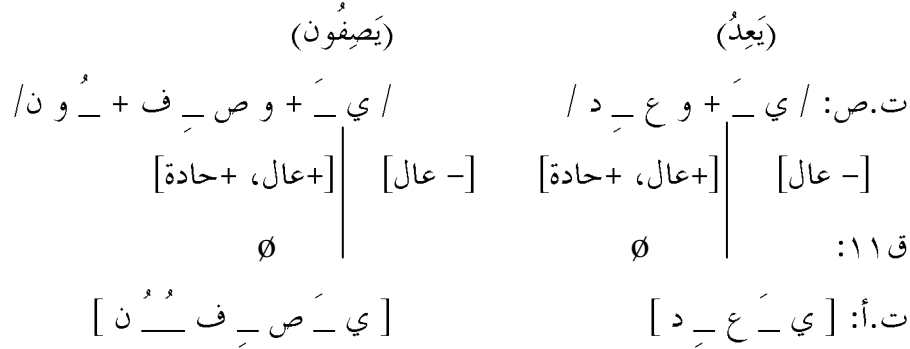 (يَعِدُ) (يَصِفُون)
ت.ص: / ي ـَ + و ع ـِ د / / ي ـَ + و ص ـِ ف + ـُ و ن/
[– عال] [+عال، +حادة] [– عال] [+عال، +حادة]
ق١١: ø ø
ت.أ: [ ي ـَ ع ـِ د ] [ ي ـَ ص ـِ ف ـُ ـُ ن ]